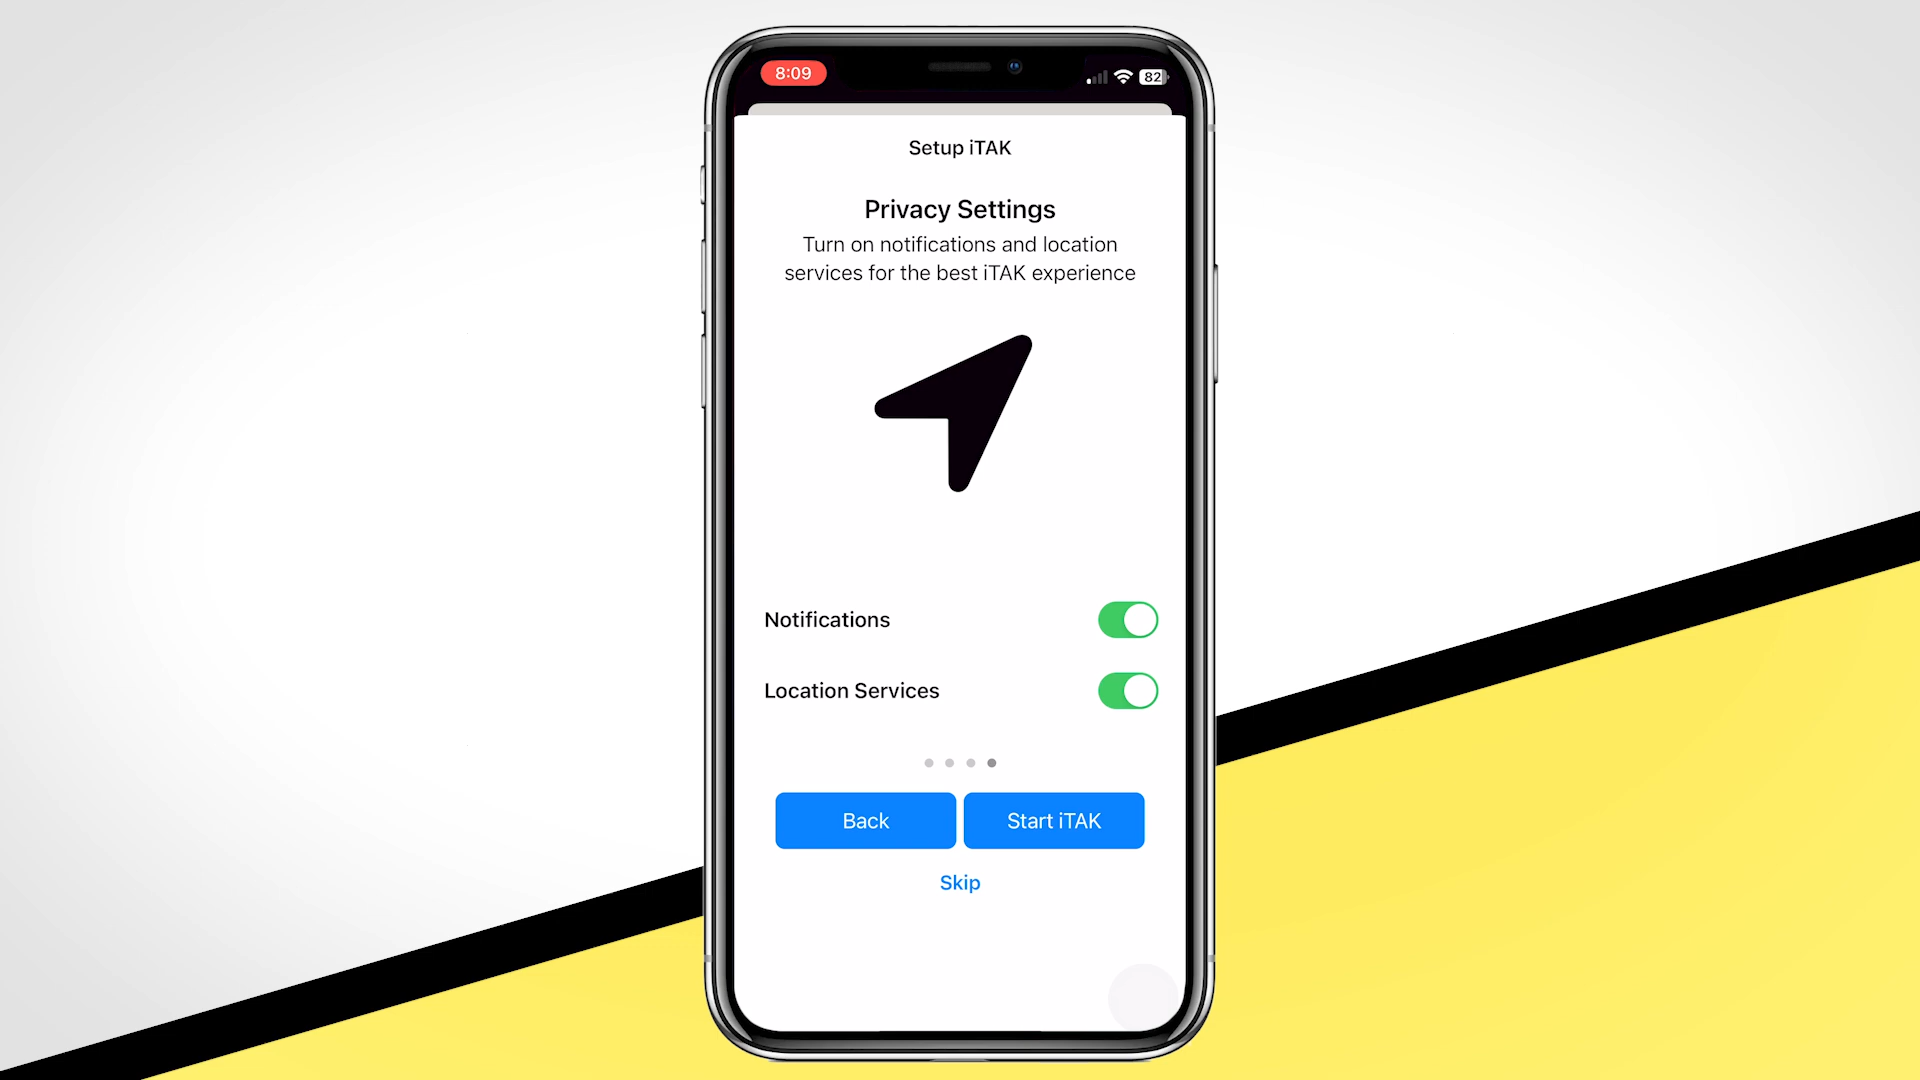 8:09
82
Setup iTAK
Privacy Settings
Turn on notifications and location
services for the best iTAK experience
Notifications
Location Services
Back
Start iTAK
Skip